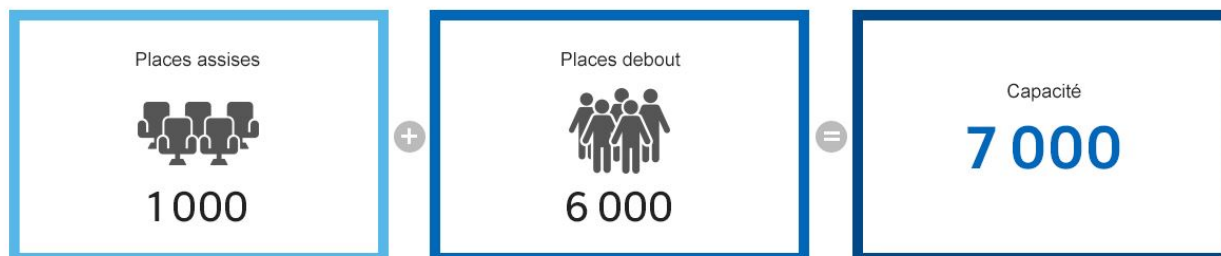 Places assises
1 000
+
Places debout
6 000
=
Capacité
7 000